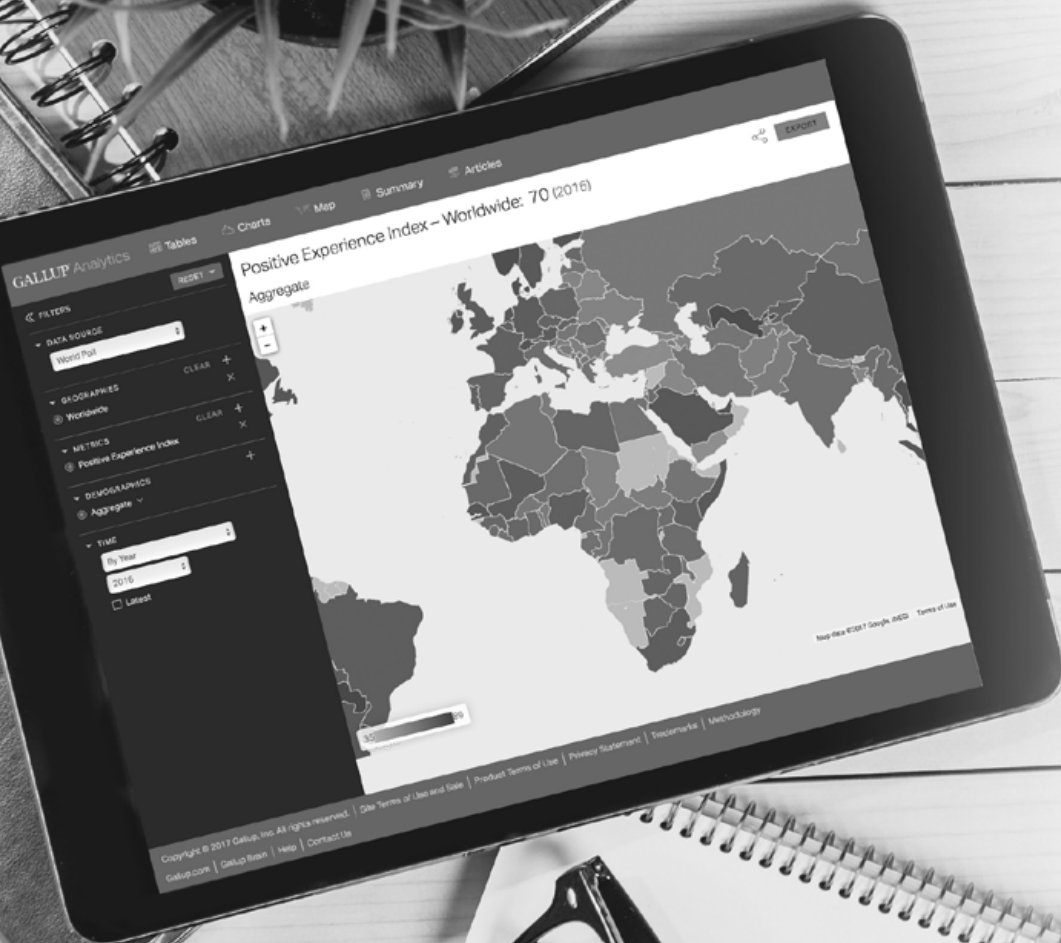 GALLUP Analytics
Tables
Charts
Map
Summary
Articles
RESET
FILTERS
DATA SOURCE
World Poll
GEOGRAPHIES
CLEAR
Worldwide
METRICS
CLEAR
Positive Experience Index
DEMOGRAPHICS
Aggregate
TIME
By Year
2016
Latest
Positive Experience Index – Worldwide: 70 (2016)
EXPORT
Aggregate
+
-
Map data ©2017 Google, INEGI Terms of Use
Copyright © 2017 Gallup, Inc. All rights reserved. | Site Terms of Use and Sale | Product Terms of Use | Privacy Statement | Trademarks | Methodology
Gallup.com | Gallup Brain | Help | Contact Us